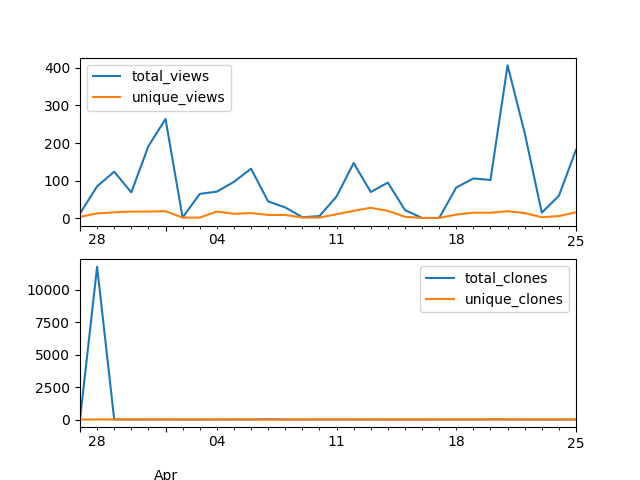 400
300
200
100
0
total_views
unique_views
28 04 11 18 25
10000
7500
5000
2500
0
total_clones
unique_clones
28 04 11 18 25
Apr